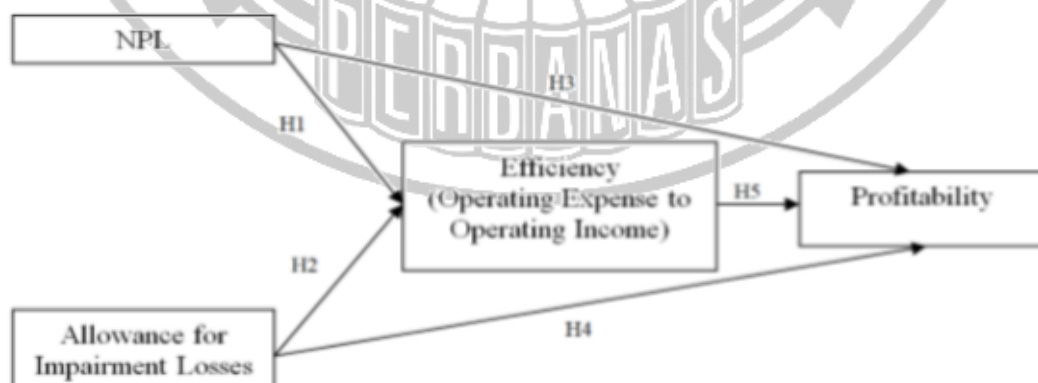 PERBANAS
NPL
H3
H1
Efficiency
(Operating Expense to
Operating Income)
H5
Profitability
H2
H4
Allowance for
Impairment Losses